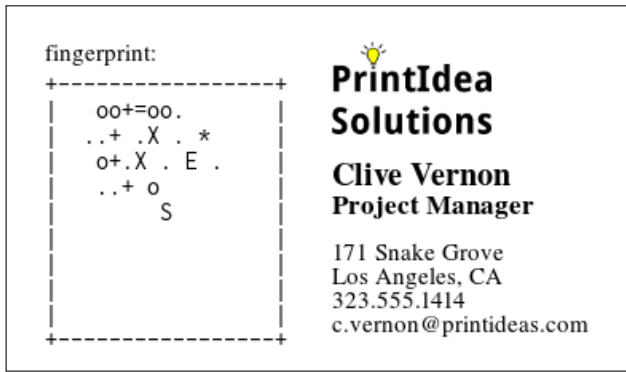 fingerprint:
+-----------------+
|    oo+=oo.      |
|   ..+ .X . *    |
|    o+.X . E .   |
|    ..+ o        |
|         S       |
|                 |
|                 |
|                 |
|                 |
+-----------------+
PrintIdea
Solutions
Clive Vernon
Project Manager
171 Snake Grove
Los Angeles, CA
323.555.1414
c.vernon@printideas.com